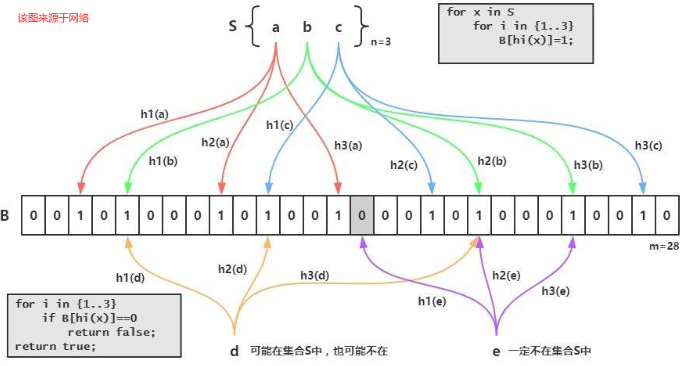 该图来源于网络
S { a b c }
n=3
for x in S
for i in {1..3}
B[hi(x)]=1;
h1(a)
h1(b)
h2(a)
h1(c)
h3(a)
h2(c)
h2(b)
h3(b)
h3(c)
B 0 0 1 0 1 0 0 0 1 0 1 0 0 1 0 0 0 1 0 1 0 0 0 1 0 0 1 0
m=28
h1(d)
h2(d)
h3(d)
h1(e)
h2(e)
h3(e)
for i in {1..3}
if B[hi(x)]==0
return false;
return true;
d 可能在集合S中，也可能不在
e 一定不在集合S中